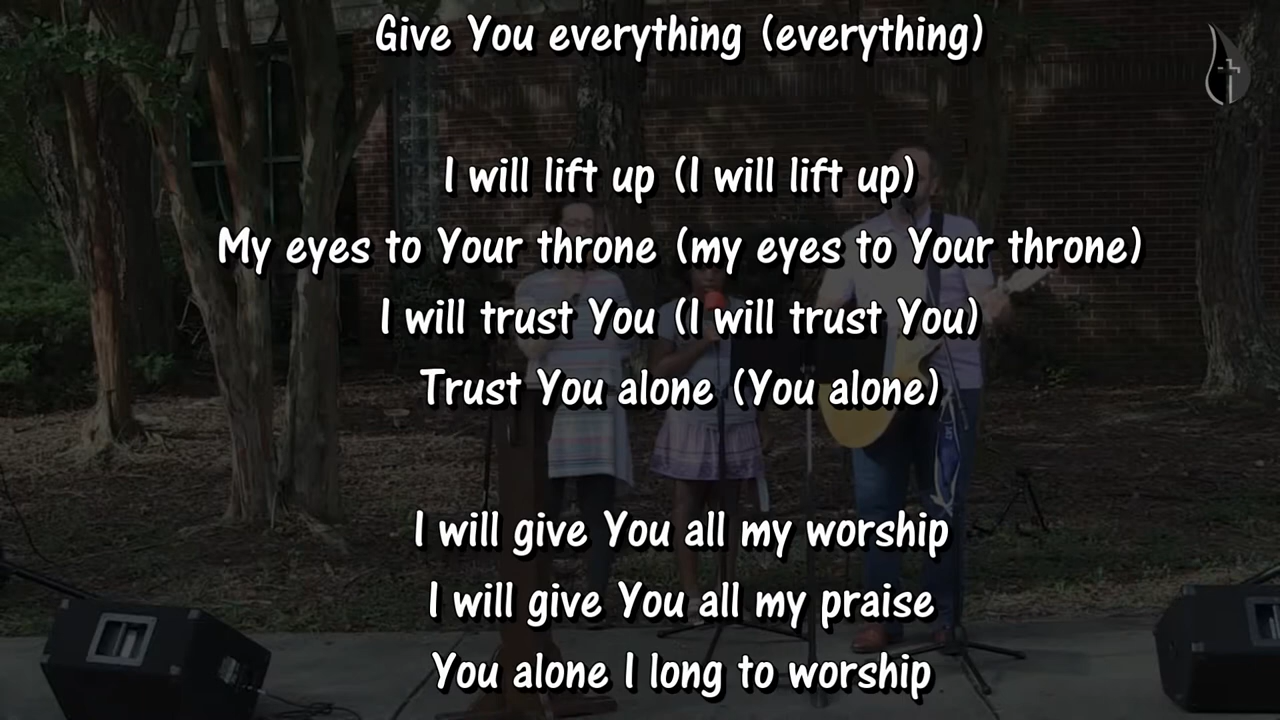 Give You everything (everything)
I will lift up (I will lift up)
My eyes to Your throne (my eyes to Your throne)
I will trust You (I will trust You)
Trust You alone (You alone)
I will give You all my worship
I will give You all my praise
You alone I long to worship